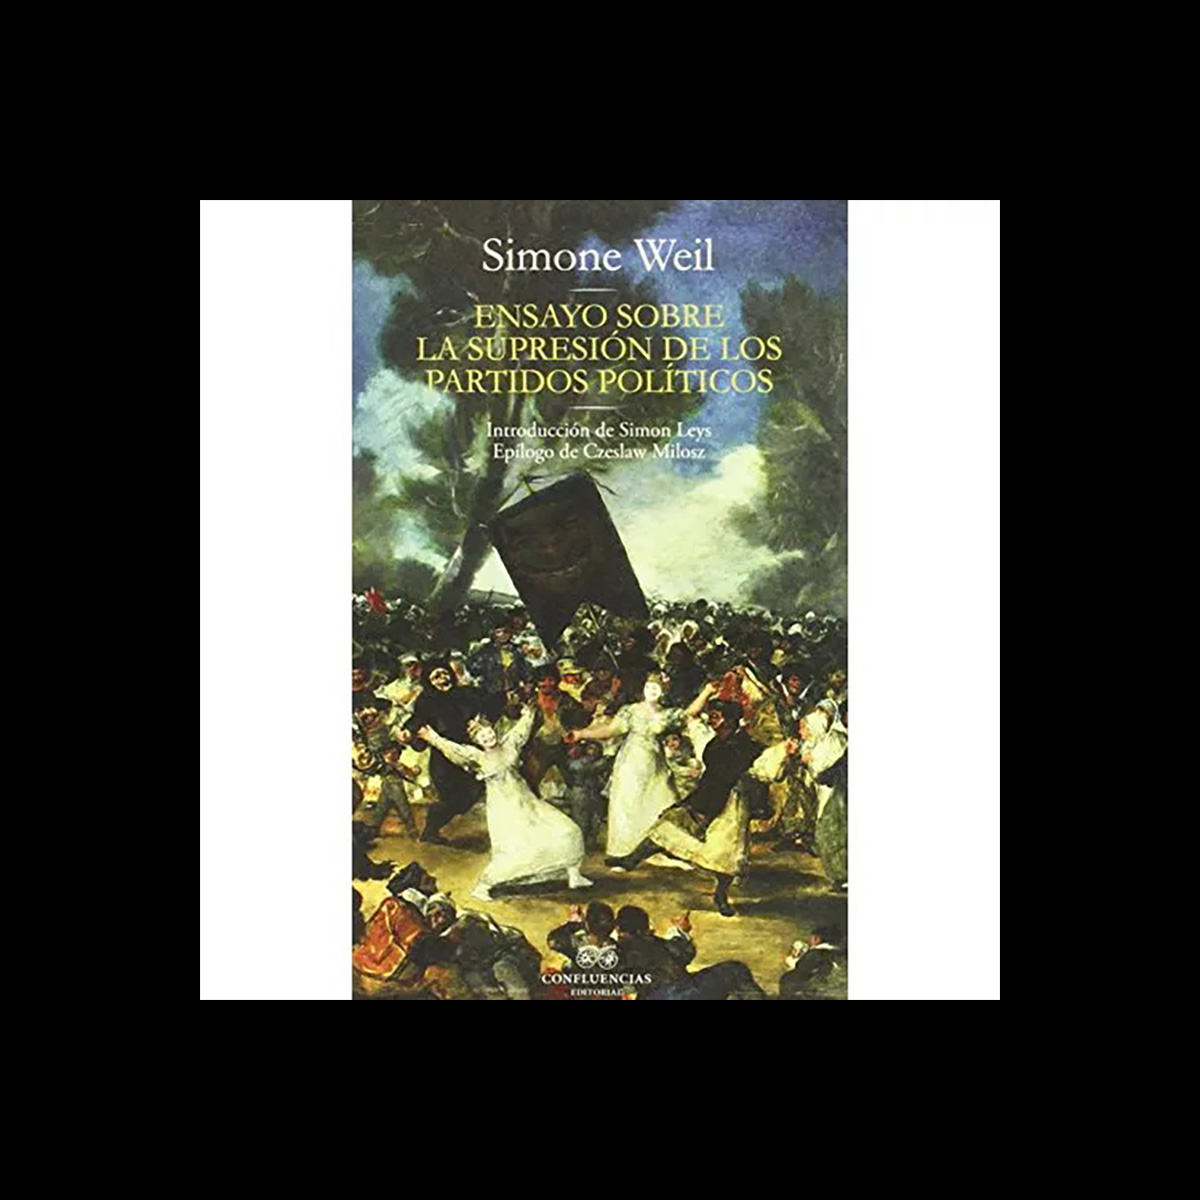 Simone Weil
ENSAYO SOBRE
LA SUPRESIÓN DE LOS
PARTIDOS POLÍTICOS
Introducción de Simon Leys
Epílogo de Czeslaw Milosz
CONFLUENCIAS
EDITORIAL